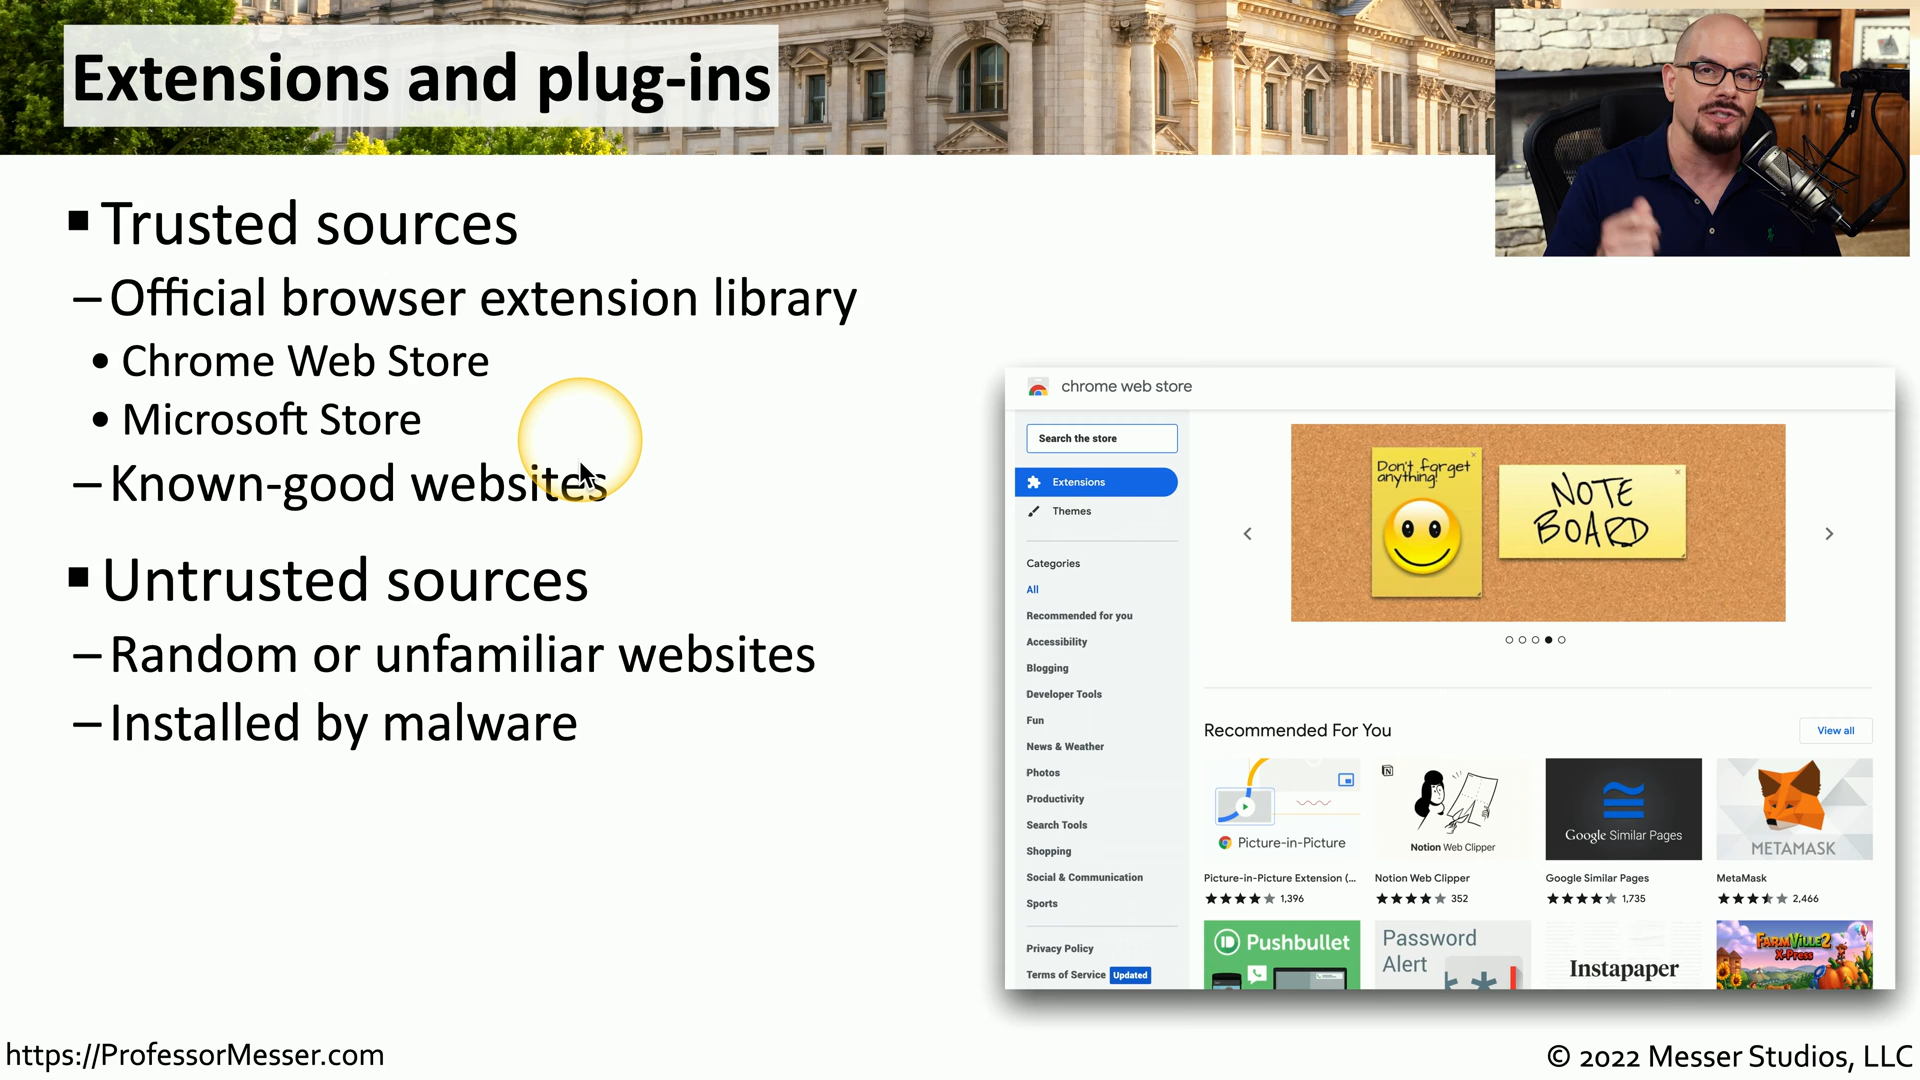 Extensions and plug-ins
▪ Trusted sources
– Official browser extension library
• Chrome Web Store
• Microsoft Store
– Known-good websites
▪ Untrusted sources
– Random or unfamiliar websites
– Installed by malware
chrome web store
Search the store
Extensions
Themes
Categories
All
Recommended for you
Accessibility
Blogging
Developer Tools
Fun
News & Weather
Photos
Productivity
Search Tools
Shopping
Social & Communication
Sports
Privacy Policy
Terms of Service Updated
Don't forget
anything!
NOTE
BOARD
Recommended For You
View all
Picture-in-Picture
Notion Web Clipper
Google Similar Pages
METAMASK
Picture-in-Picture Extension (...
Notion Web Clipper
Google Similar Pages
MetaMask
1,396
352
1,735
2,466
Pushbullet
Password
Alert
**
Instapaper
FARMVILLE2
X-Press
https://ProfessorMesser.com
© 2022 Messer Studios, LLC